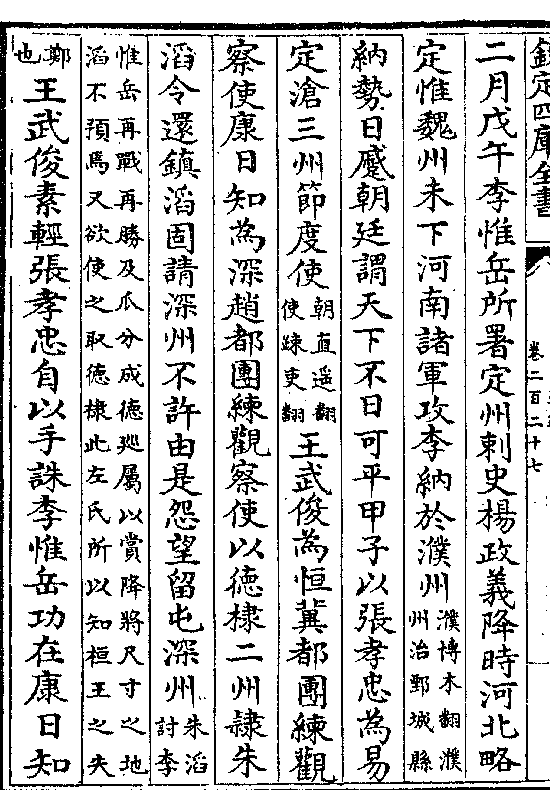 欽定四庫全書
卷二百二十七
二月戊午李惟岳所署定州刺史楊政義降時河北略
定惟魏州未下河南諸軍攻李納於濮州濮博木翻濮州治鄄城縣
納勢日蹙朝廷謂天下不日可平甲子以張孝忠為易
定滄三州節度使朝直遥翻使疎吏翻王武俊為恒冀都團練觀
察使康日知為深趙都團練觀察使以德棣二州隷朱
滔令還鎮滔固請深州不許由是怨望留屯深州朱滔討李
惟岳再戰再勝及瓜分成德廵屬以賞降將尺寸之地
滔不預焉又欲使之取德棣此左氏所以知桓王之失
鄭也王武俊素輕張孝忠自以手誅李惟岳功在康日知